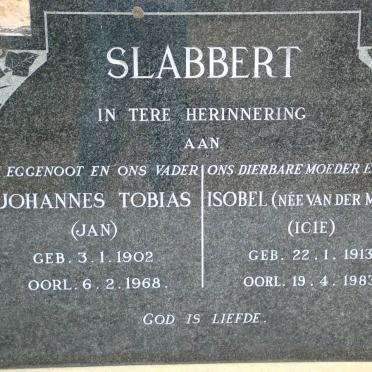 SLABBERT
IN TERE HERINNERING
AAN
EGGENOOT EN ONS VADER
JOHANNES TOBIAS
(JAN)
GEB. 3.1.1902
OORL. 6.2.1968.
ONS DIERBARE MOEDER E
ISOBEL (NÉE VAN DER M
(ICIE)
GEB. 22.1.1913
OORL. 19.4.1983
GOD IS LIEFDE.